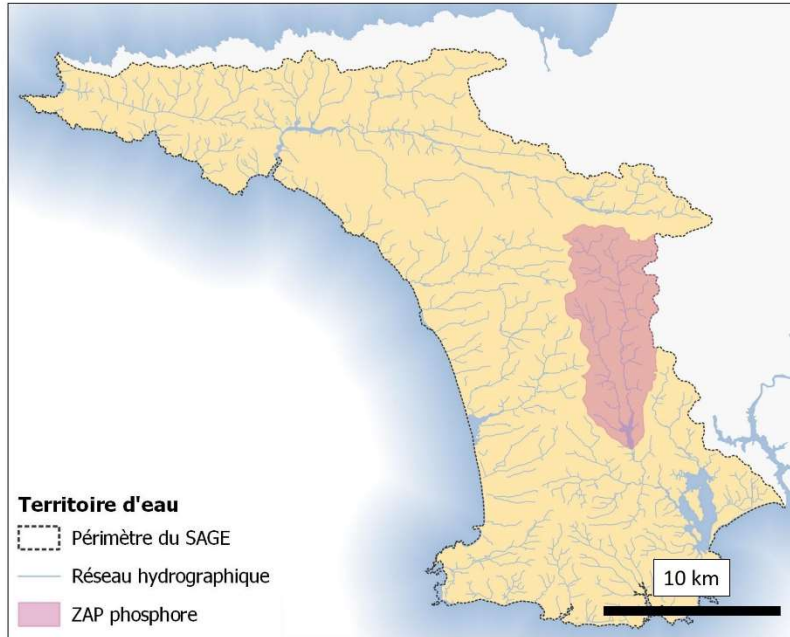 Territoire d'eau
Périmètre du SAGE
Réseau hydrographique
ZAP phosphore
10 km